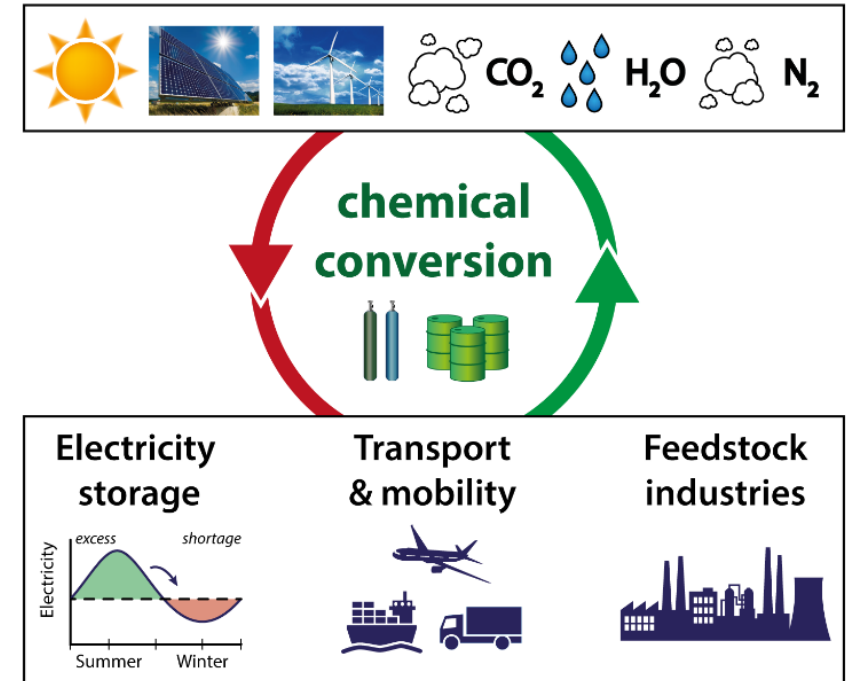 CO₂ H₂O N₂
chemical
conversion
Electricity
storage
Transport
& mobility
Feedstock
industries
excess shortage
Electricity
Summer Winter